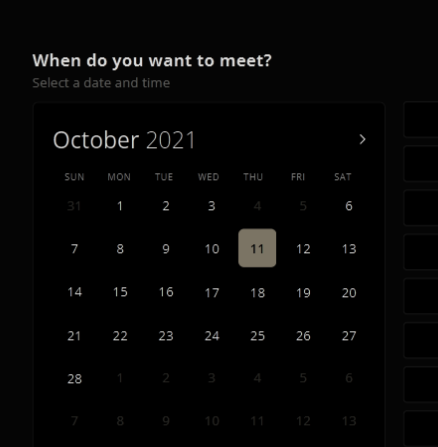 When do you want to meet?
Select a date and time
October 2021
SUN MON TUE WED THU FRI SAT
31 1 2 3 4 5 6
7 8 9 10 11 12 13
14 15 16 17 18 19 20
21 22 23 24 25 26 27
28 1 2 3 4 5 6
7 8 9 10 11 12 13